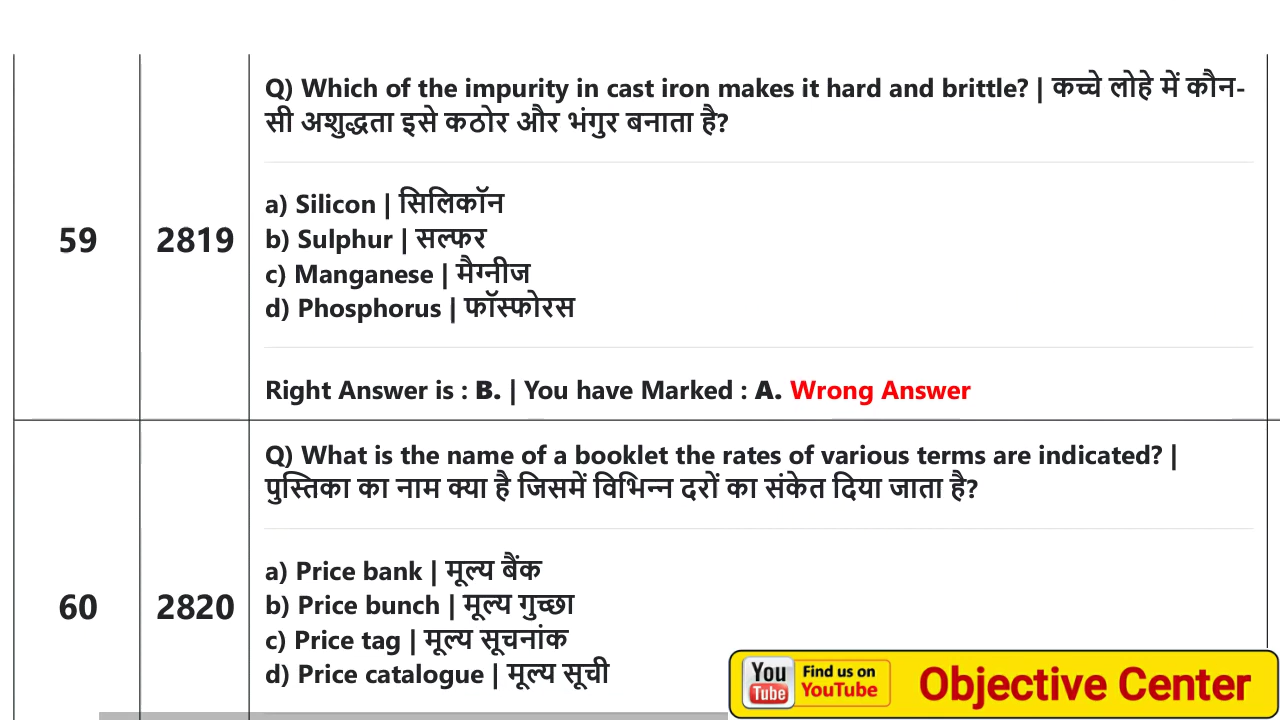 Q) Which of the impurity in cast iron makes it hard and brittle? | कच्चे लोहे में कौन-
सी अशुद्धता इसे कठोर और भंगुर बनाता है?
59
2819
a) Silicon | सिलिकॉन
b) Sulphur | सल्फर
c) Manganese | मैग्नीज
d) Phosphorus | फॉस्फोरस
Right Answer is : B. | You have Marked : A. Wrong Answer
Q) What is the name of a booklet the rates of various terms are indicated? |
पुस्तिका का नाम क्या है जिसमें विभिन्न दरों का संकेत दिया जाता है?
60
2820
a) Price bank | मूल्य बैंक
b) Price bunch | मूल्य गुच्छा
c) Price tag | मूल्य सूचनांक
d) Price catalogue | मूल्य सूची
You
Tube
Find us on
YouTube
Objective Center